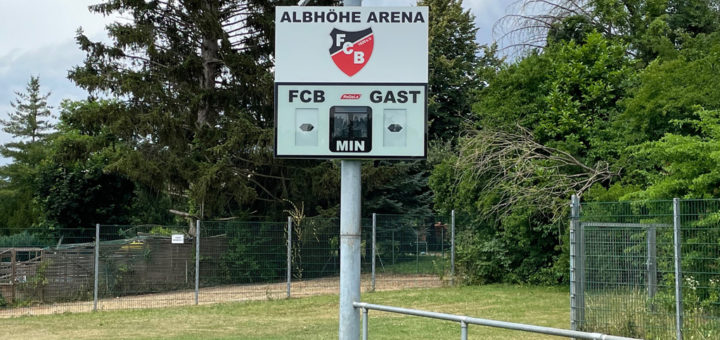 ALBHÖHE ARENA
FCB
FCB GAST
MIN